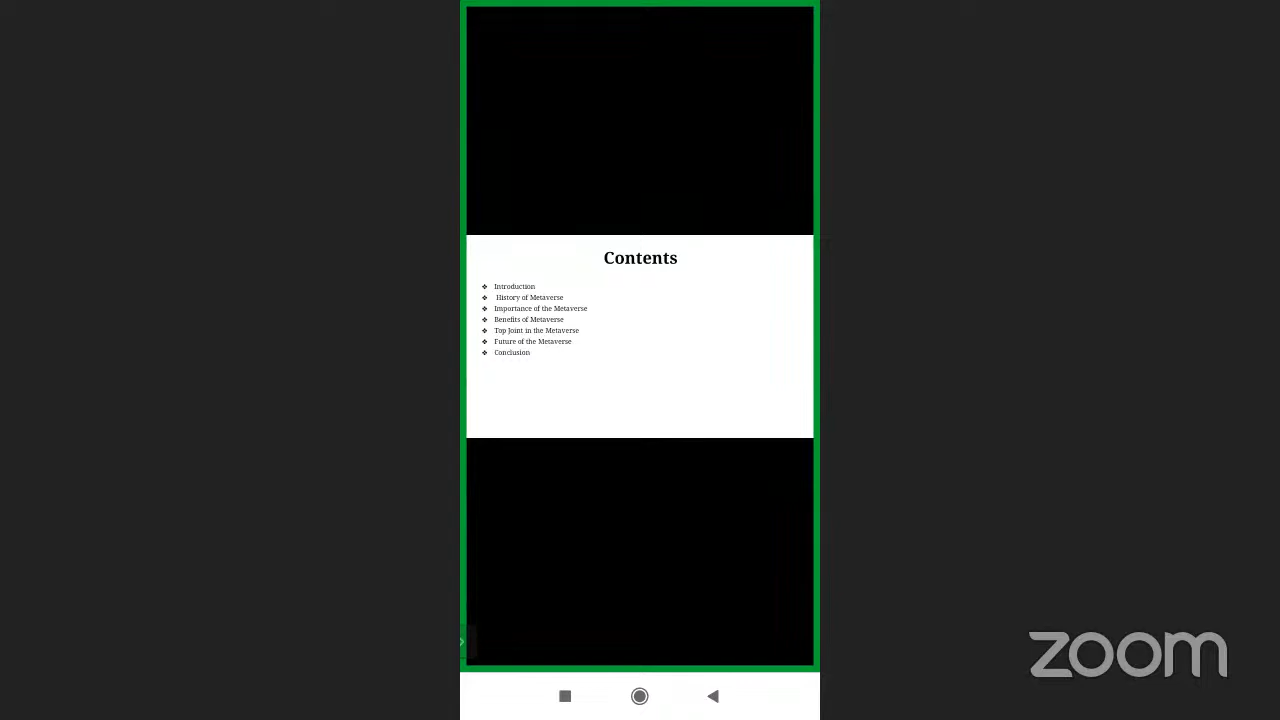 Contents
❖ Introduction
❖ History of Metaverse
❖ Importance of the Metaverse
❖ Benefits of Metaverse
❖ Top Joint in the Metaverse
❖ Future of the Metaverse
❖ Conclusion
zoom